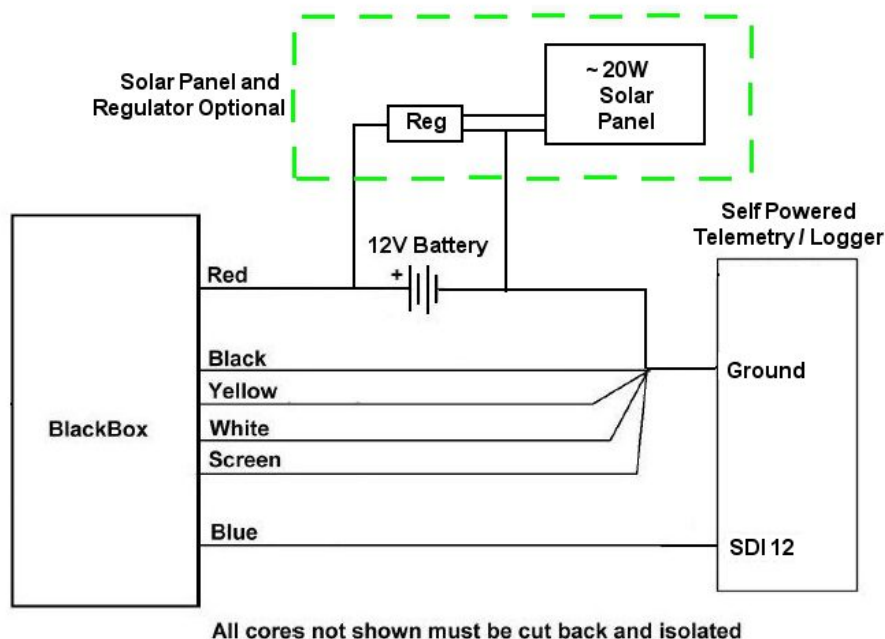 Solar Panel and
Regulator Optional
~ 20W
Solar
Panel
Reg
12V Battery
+
Self Powered
Telemetry / Logger
Red
Black
Yellow
White
Screen
Blue
BlackBox
Ground
SDI 12
All cores not shown must be cut back and isolated